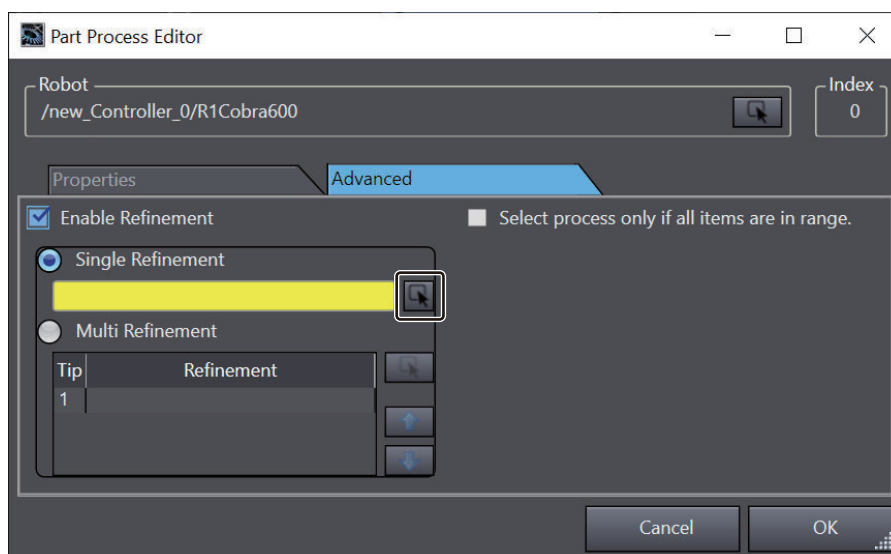 Part Process Editor
Robot
/new_Controller_0/R1Cobra600
Index
0
Properties
Advanced
Enable Refinement
Select process only if all items are in range.
Single Refinement
Multi Refinement
Tip Refinement
1
Cancel
OK